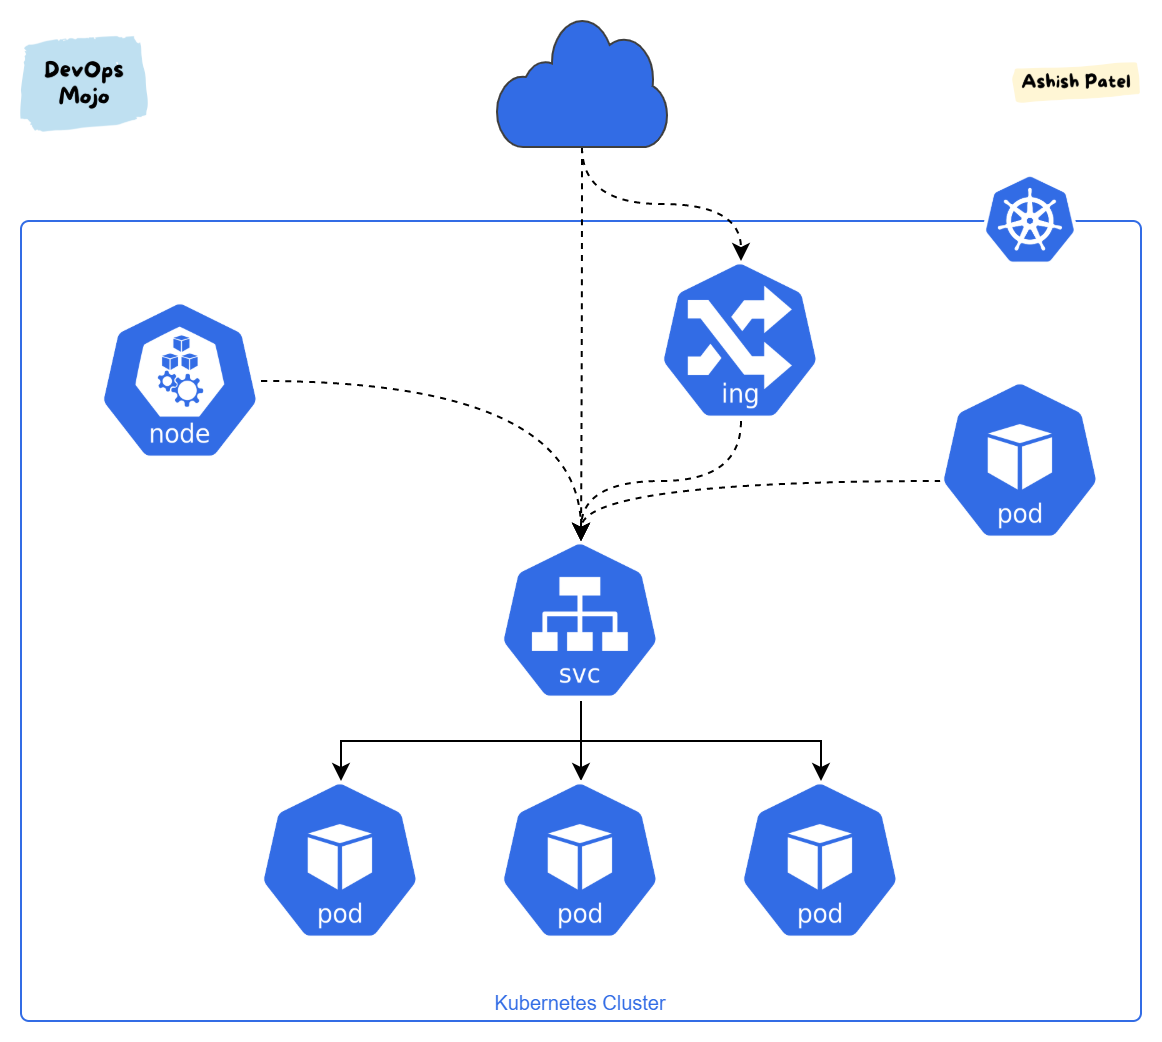 DevOps
Mojo
Ashish Patel
ing
node
pod
svc
pod
pod
pod
Kubernetes Cluster